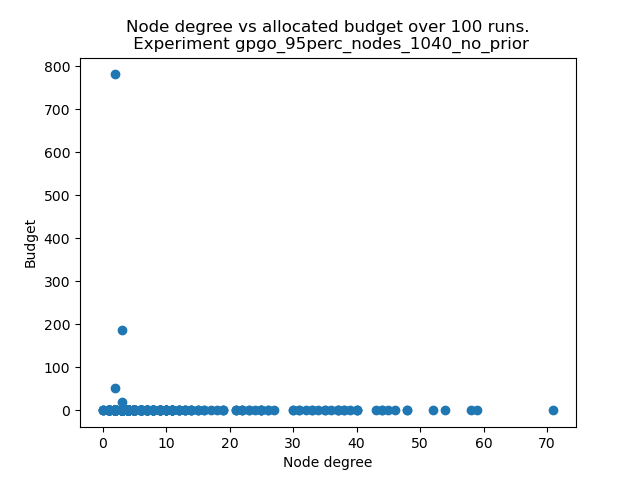 Node degree vs allocated budget over 100 runs.
Experiment gpgo_95perc_nodes_1040_no_prior
800
700
600
500
400
300
200
100
0
Budget
0 10 20 30 40 50 60 70
Node degree